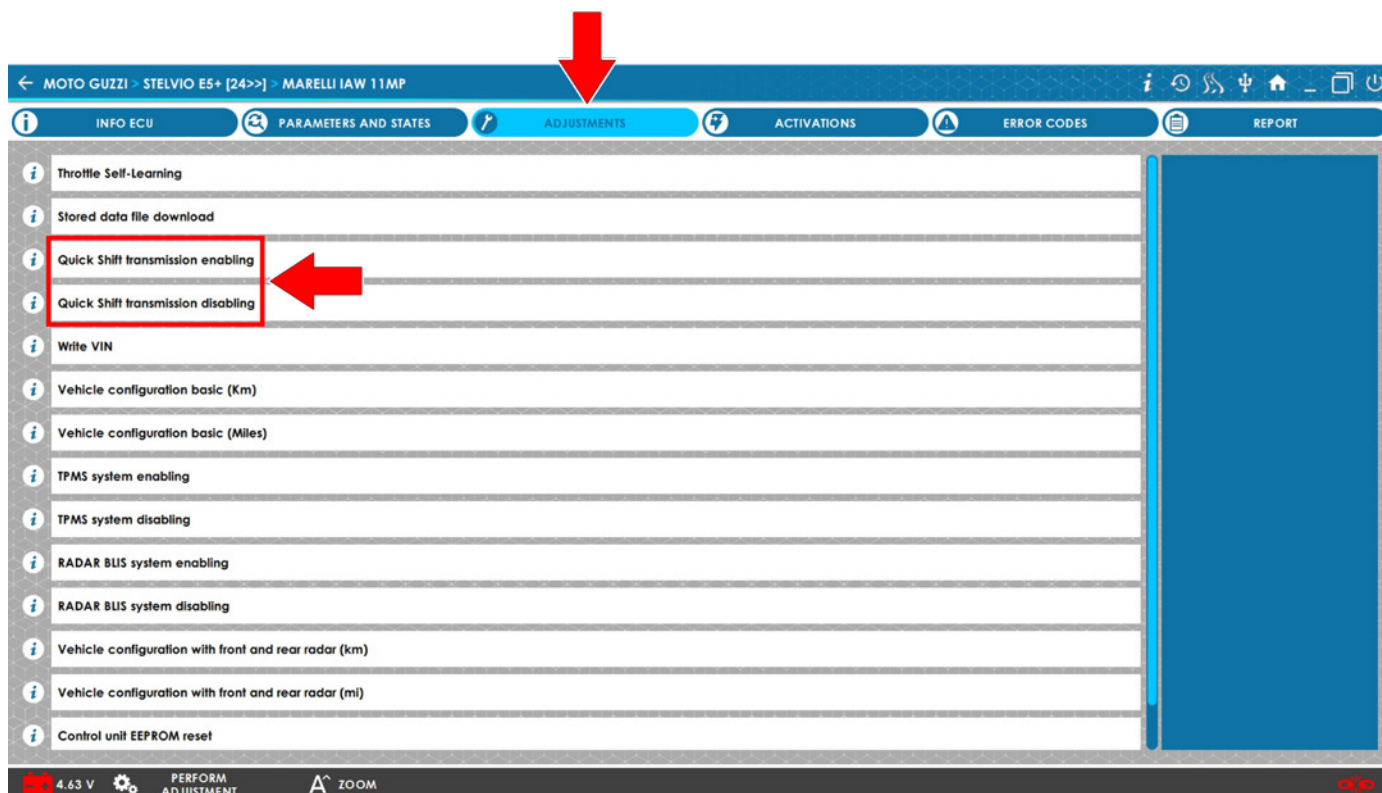 MOTO GUZZI > STELVIO E5+ [24>>] > MARELLI IAW 11MP
INFO ECU
PARAMETERS AND STATES
ADJUSTMENTS
ACTIVATIONS
ERROR CODES
REPORT
Throttle Self-Learning
Stored data file download
Quick Shift transmission enabling
Quick Shift transmission disabling
Write VIN
Vehicle configuration basic (Km)
Vehicle configuration basic (Miles)
TPMS system enabling
TPMS system disabling
RADAR BLIS system enabling
RADAR BLIS system disabling
Vehicle configuration with front and rear radar (km)
Vehicle configuration with front and rear radar (mi)
Control unit EEPROM reset
4.63 V
PERFORM
ADJUSTMENT
ZOOM